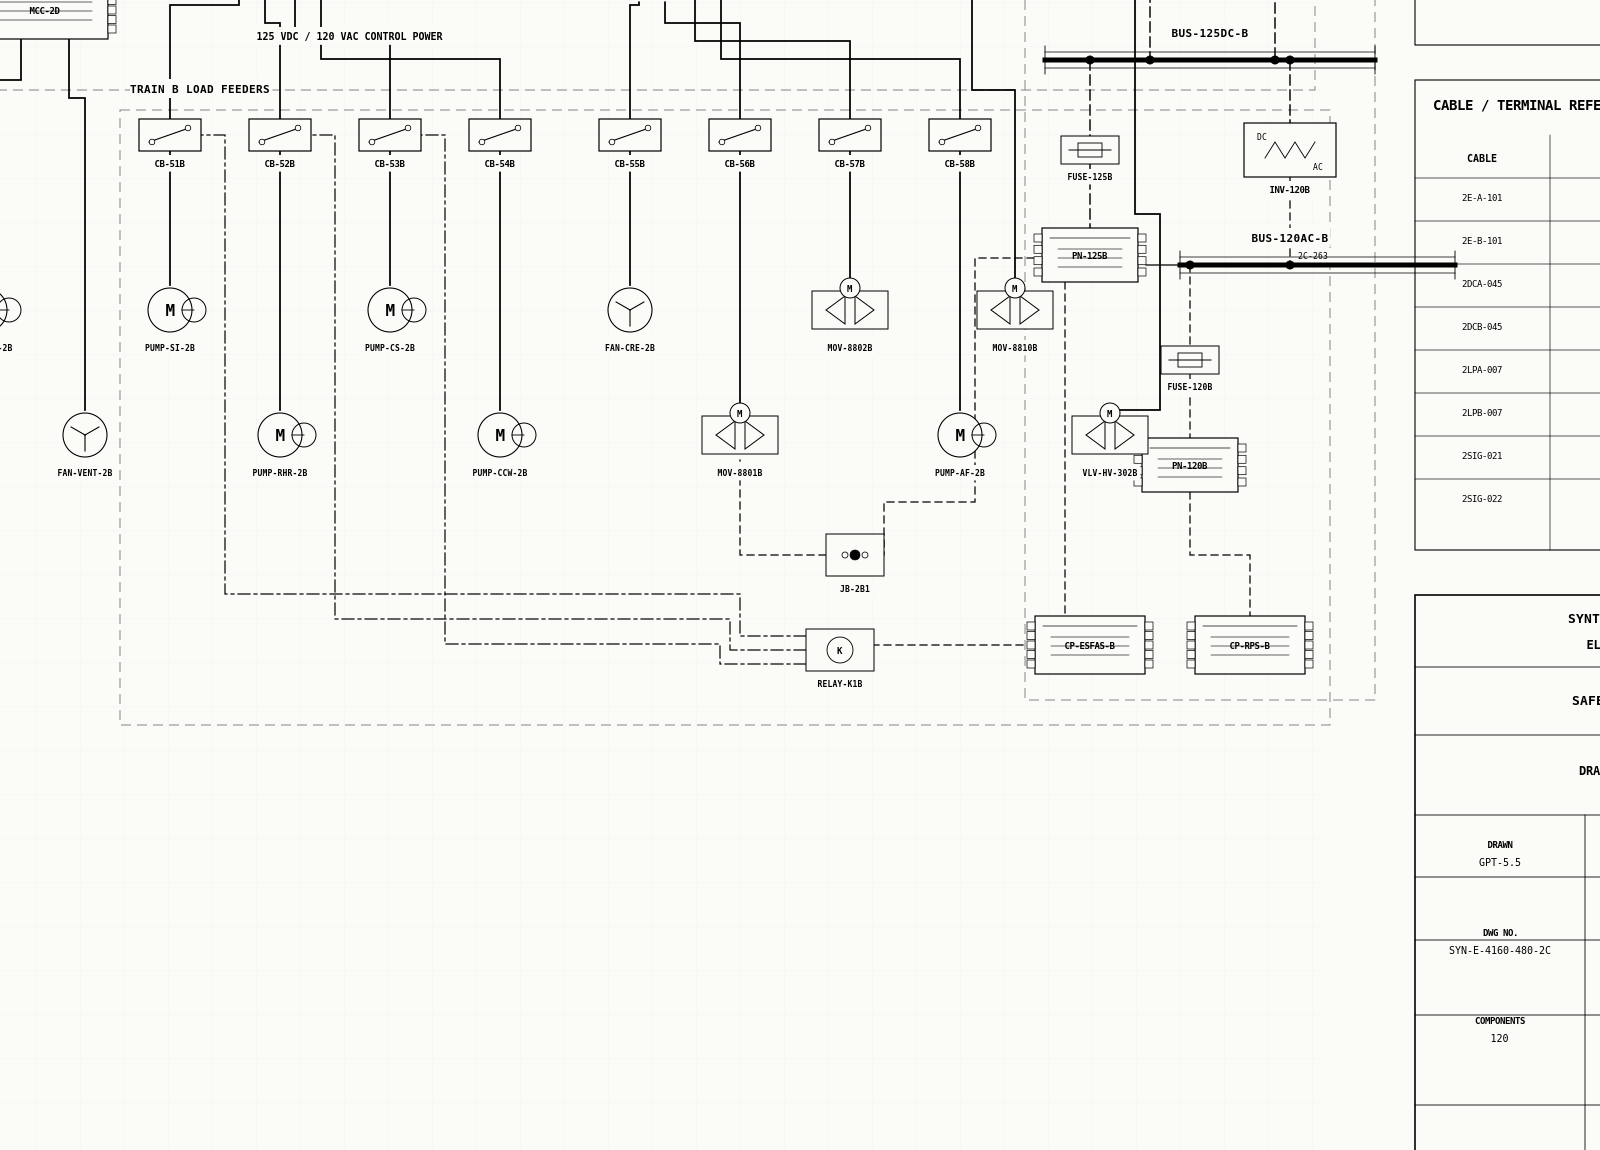 MCC-2D
125 VDC / 120 VAC CONTROL POWER
BUS-125DC-B
TRAIN B LOAD FEEDERS
CABLE / TERMINAL REFE
CB-51B
CB-52B
CB-53B
CB-54B
CB-55B
CB-56B
CB-57B
CB-58B
FUSE-125B
DC
AC
INV-120B
CABLE
2E-A-101
2E-B-101
2DCA-045
2DCB-045
2LPA-007
2LPB-007
2SIG-021
2SIG-022
BUS-120AC-B
2C-263
PN-125B
M
M
M
M
-2B
PUMP-SI-2B
PUMP-CS-2B
FAN-CRE-2B
MOV-8802B
MOV-8810B
FUSE-120B
M
M
M
M
M
FAN-VENT-2B
PUMP-RHR-2B
PUMP-CCW-2B
MOV-8801B
PUMP-AF-2B
VLV-HV-302B
PN-120B
JB-2B1
K
RELAY-K1B
CP-ESFAS-B
CP-RPS-B
SYNT
EL
SAFE
DRA
DRAWN
GPT-5.5
DWG NO.
SYN-E-4160-480-2C
COMPONENTS
120